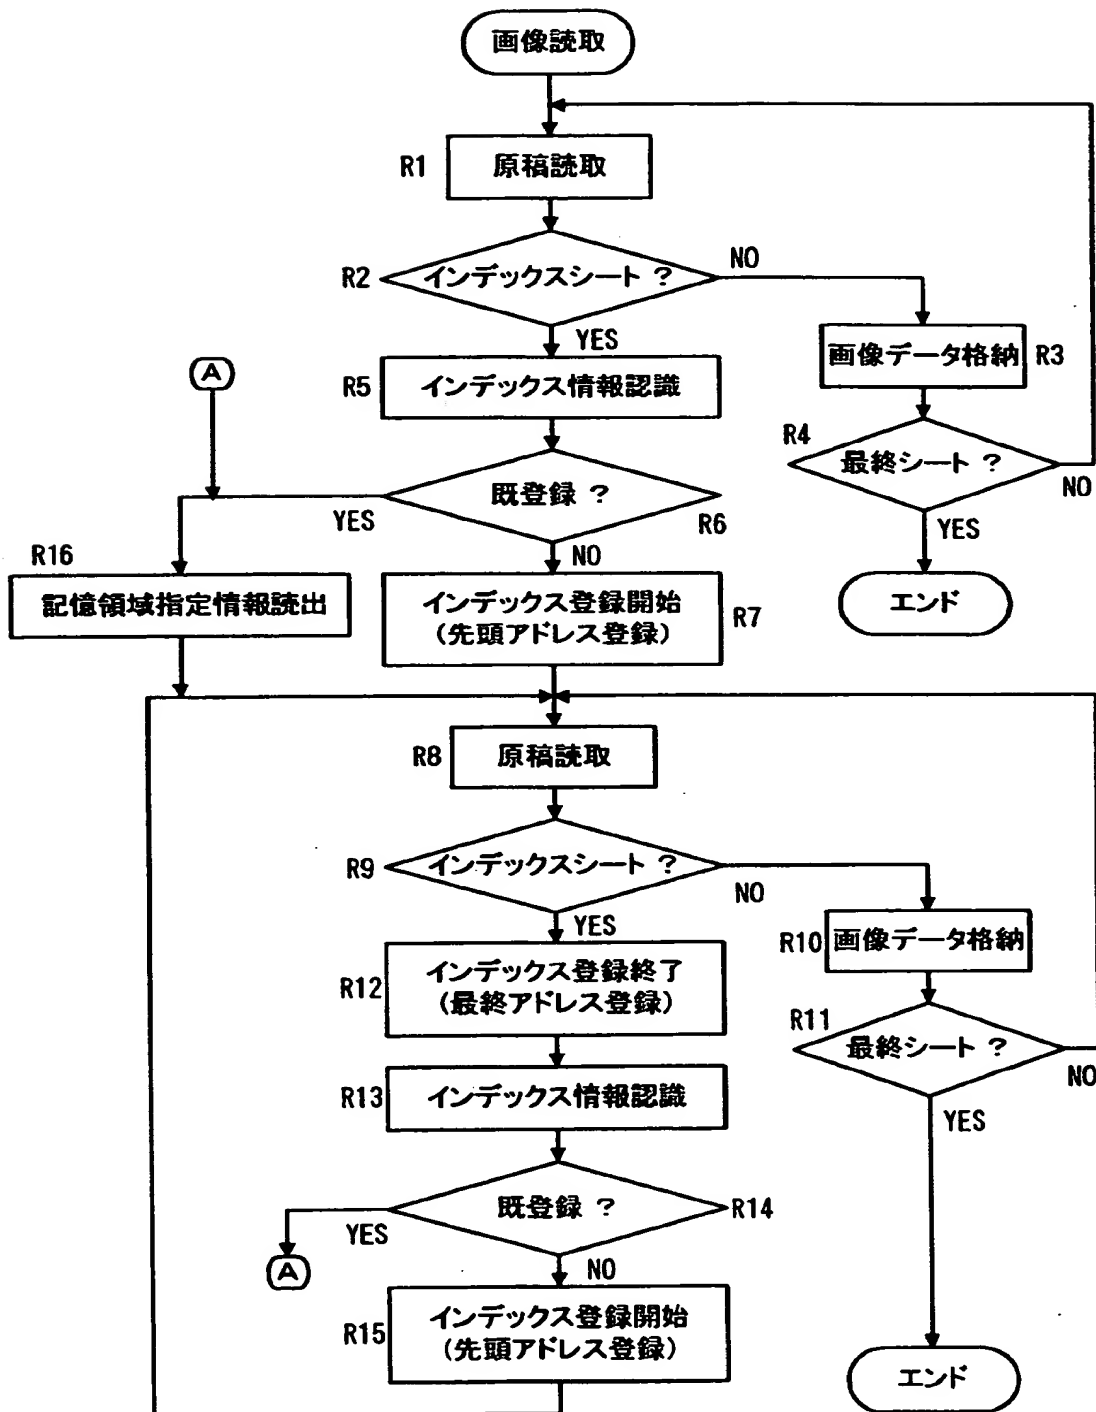 画像読取
R1
原稿読取
R2
インデックスシート ?
NO
YES
画像データ格納
R3
A
R5
インデックス情報認識
R4
最終シート ?
NO
YES
エンド
既登録 ?
YES
R6
NO
R16
記憶領域指定情報読出
インデックス登録開始
(先頭アドレス登録)
R7
R8
原稿読取
R9
インデックスシート ?
NO
YES
R10
画像データ格納
R12
インデックス登録終了
(最終アドレス登録)
R11
最終シート ?
NO
YES
R13
インデックス情報認識
既登録 ?
R14
YES
A
NO
R15
インデックス登録開始
(先頭アドレス登録)
エンド